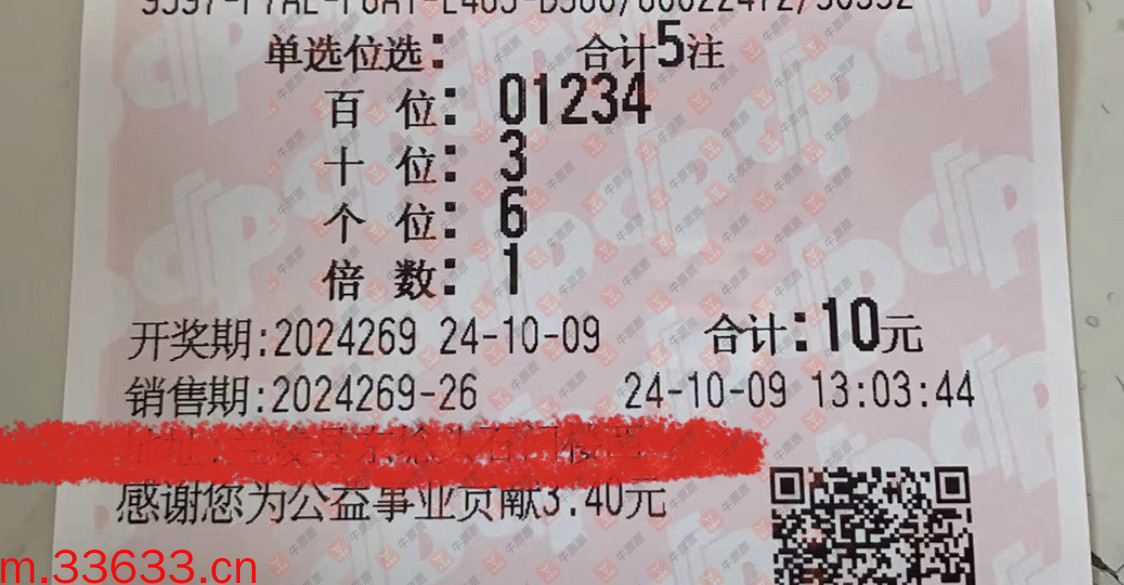 单选位选: 合计5注
百 位: 01234
十 位: 3
个 位: 6
倍 数: 1
开奖期:2024269 24-10-09 合计:10元
销售期:2024269-26 24-10-09 13:03:44
感谢您为公益事业贡献3.40元
m.33633.cn